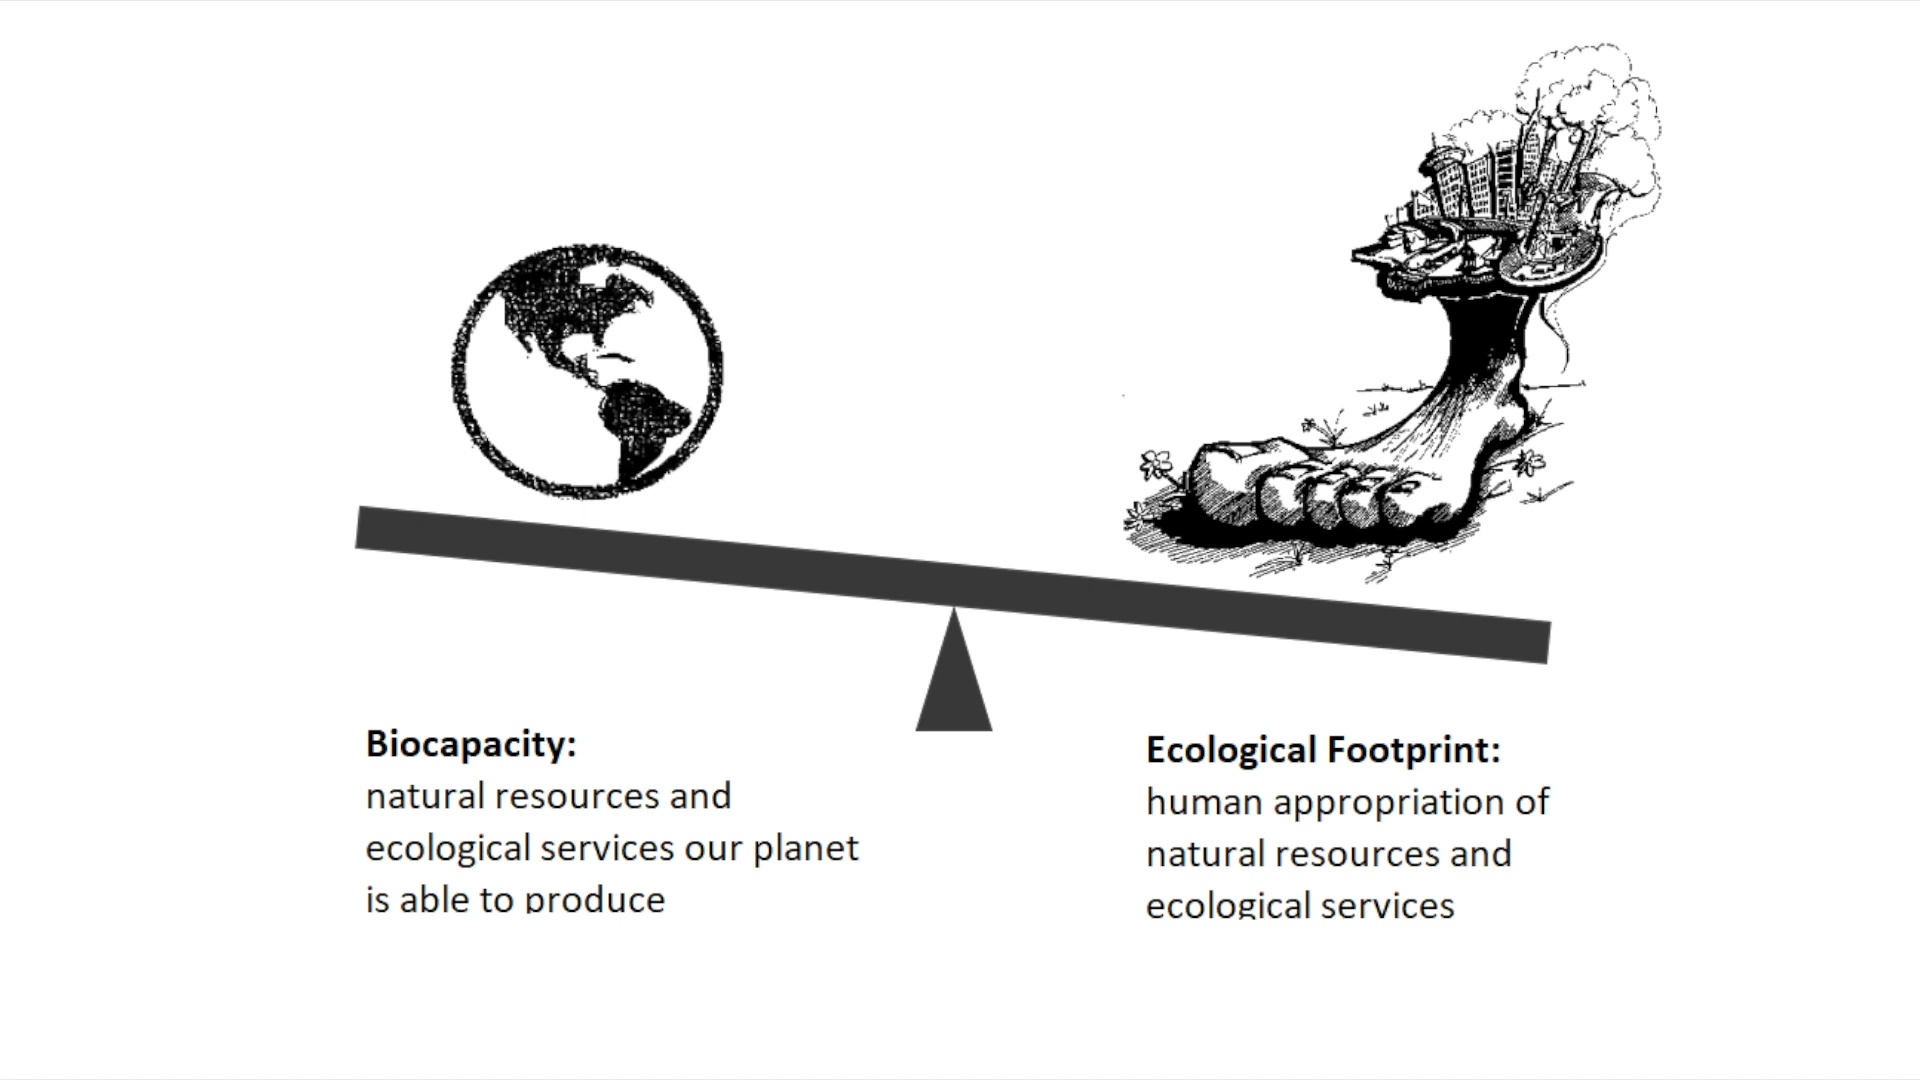 Biocapacity:
natural resources and
ecological services our planet
is able to produce
Ecological Footprint:
human appropriation of
natural resources and
ecological services